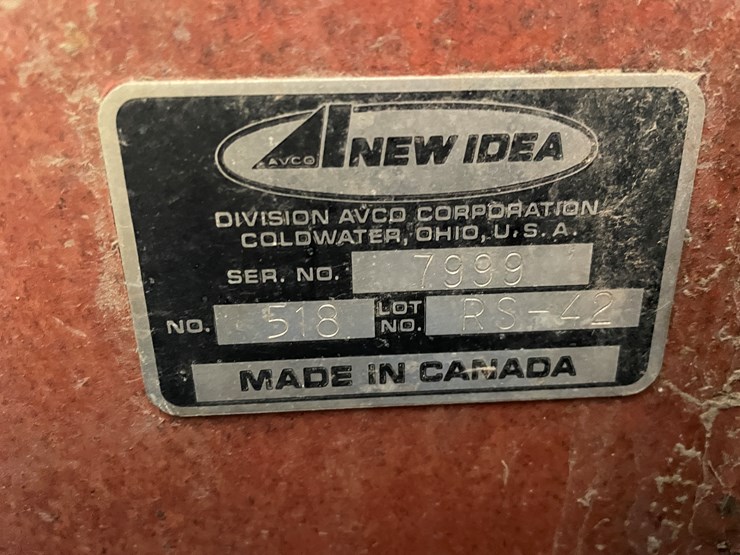 AVCO NEW IDEA
DIVISION AVCO CORPORATION
COLDWATER, OHIO, U.S.A.
SER. NO. 7999
NO. 518 LOT NO. RS-42
MADE IN CANADA